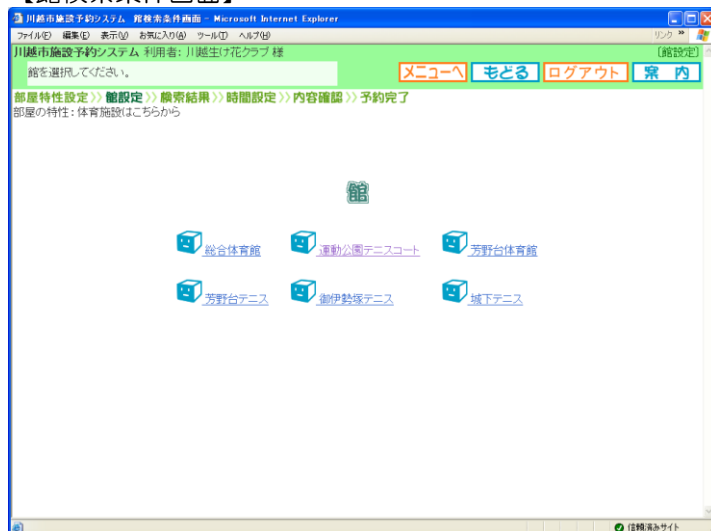 【館検索条件画面】
川越市施設予約システム 館検索条件画面 - Microsoft Internet Explorer
ファイル(F) 編集(E) 表示(V) お気に入り(A) ツール(T) ヘルプ(H) リンク »
川越市施設予約システム 利用者：川越生け花クラブ 様 [館設定]
館を選択してください。 メニューへ もどる ログアウト 案 内
部屋特性設定>>館設定>>検索結果>>時間設定>>内容確認>>予約完了
部屋の特性：体育施設はこちらから
館
総合体育館 運動公園テニスコート 芳野台体育館
芳野台テニス 御伊勢塚テニス 城下テニス
信頼済みサイト